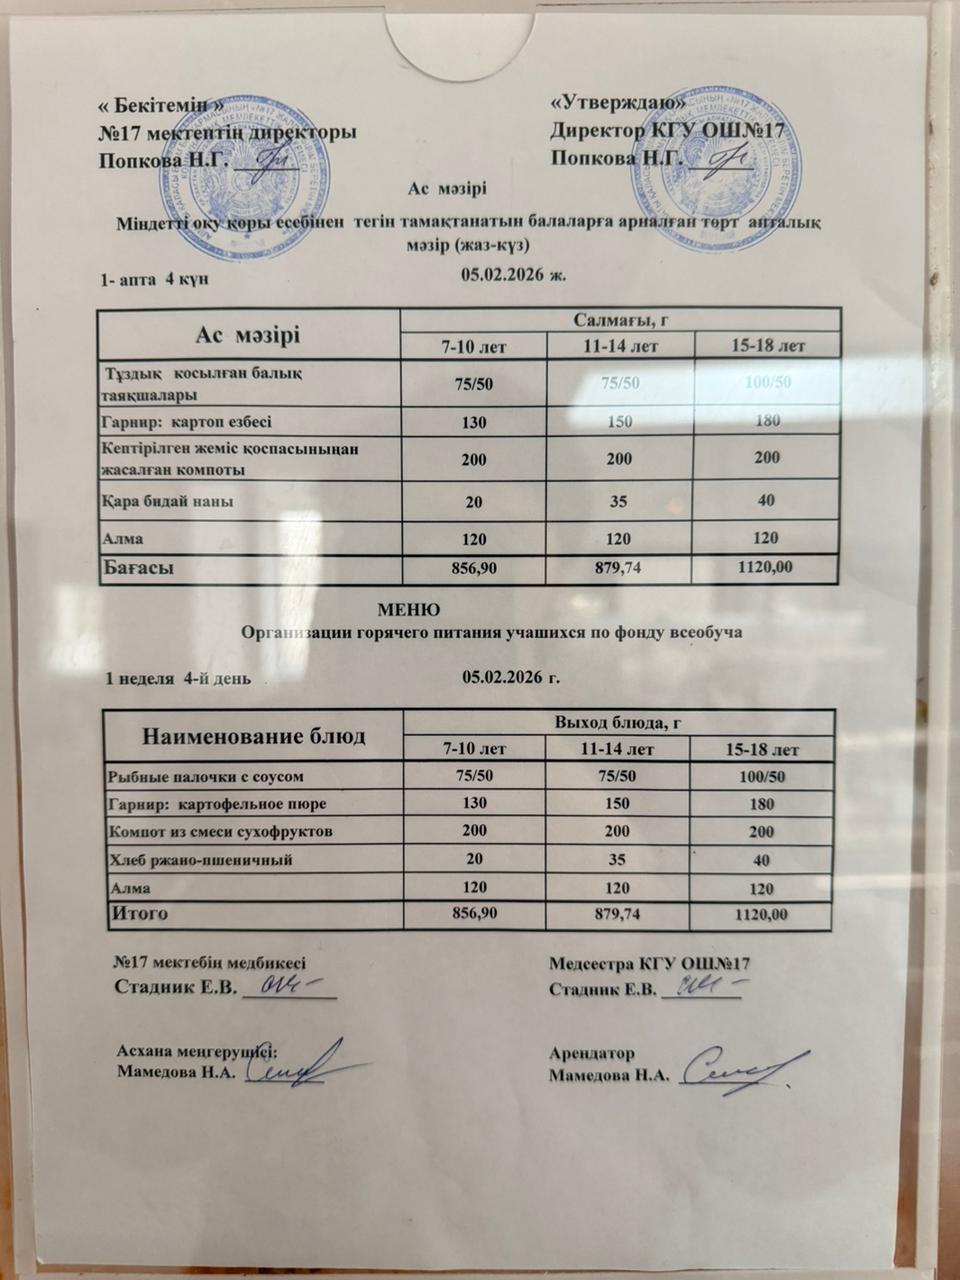 « Бекітемін »
№17 мектептің директоры
Попкова Н.Г.
«Утверждаю»
Директор КГУ ОШ№17
Попкова Н.Г.
Ас мәзірі
Міндетті оқу қоры есебінен тегін тамақтанатын балаларға арналған төрт апталық
мәзір (жаз-күз)
1- апта 4 күн 05.02.2026 ж.
Ас мәзірі Салмағы, г
7-10 лет 11-14 лет 15-18 лет
Тұздық қосылған балық
таяқшалары 75/50 75/50 100/50
Гарнир: картоп езбесі 130 150 180
Кептірілген жеміс қоспасыныңан
жасалған компоты 200 200 200
Қара бидай наны 20 35 40
Алма 120 120 120
Бағасы 856,90 879,74 1120,00
МЕНЮ
Организации горячего питания учашихся по фонду всеобуча
1 неделя 4-й день 05.02.2026 г.
Наименование блюд Выход блюда, г
7-10 лет 11-14 лет 15-18 лет
Рыбные палочки с соусом 75/50 75/50 100/50
Гарнир: картофельное пюре 130 150 180
Компот из смеси сухофруктов 200 200 200
Хлеб ржано-пшеничный 20 35 40
Алма 120 120 120
Итого 856,90 879,74 1120,00
№17 мектебің медбикесі
Стадник Е.В.
Медсестра КГУ ОШ№17
Стадник Е.В.
Асхана меңгерушісі:
Мамедова Н.А.
Арендатор
Мамедова Н.А.